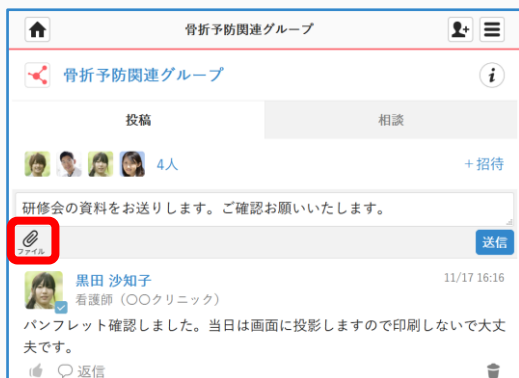 骨折予防関連グループ
骨折予防関連グループ
投稿
相談
4人
+招待
研修会の資料をお送りします。ご確認お願いいたします。
ファイル
送信
黒田 沙知子
11/17 16:16
看護師（〇〇クリニック）
パンフレット確認しました。当日は画面に投影しますので印刷しないで大丈
夫です。
返信